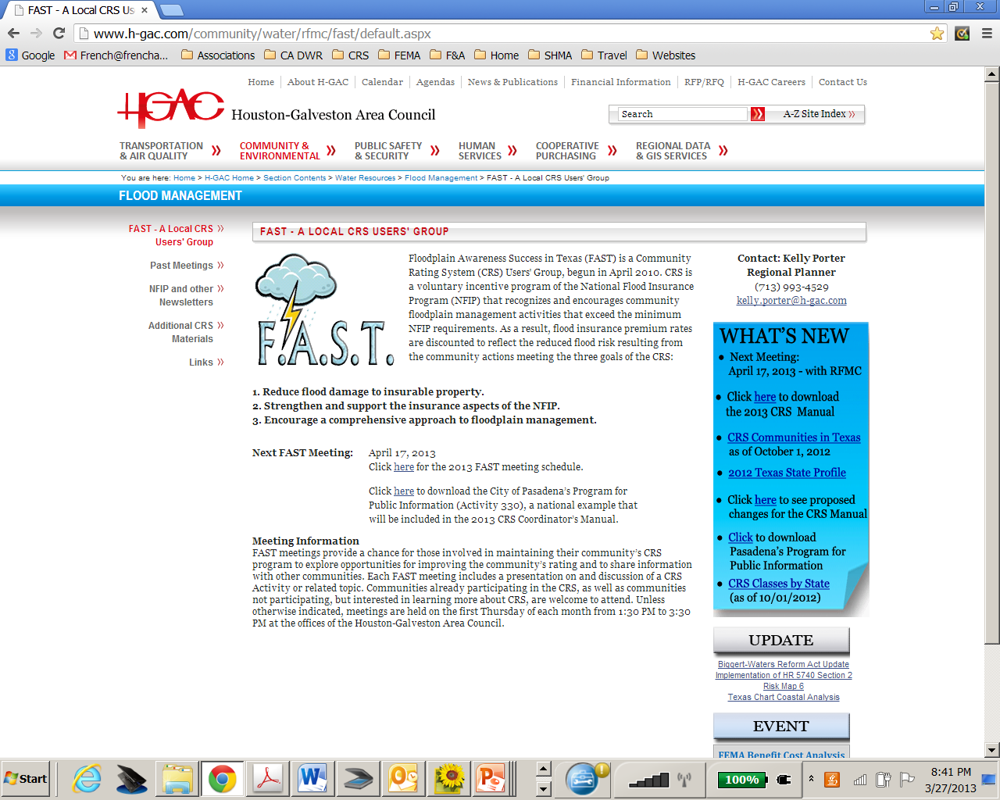 FAST - A Local CRS Us
www.h-gac.com/community/water/rfmc/fast/default.aspx
Google French@frencha... Associations CA DWR CRS FEMA F&A Home SHMA Travel Websites
Home About H-GAC Calendar Agendas News & Publications Financial Information RFP/RFQ H-GAC Careers Contact Us
HGAC Houston-Galveston Area Council
Search A-Z Site Index »
TRANSPORTATION & AIR QUALITY »
COMMUNITY & ENVIRONMENTAL »
PUBLIC SAFETY & SECURITY »
HUMAN SERVICES »
COOPERATIVE PURCHASING »
REGIONAL DATA & GIS SERVICES »
You are here: Home > H-GAC Home > Section Contents > Water Resources > Flood Management > FAST - A Local CRS Users' Group
FLOOD MANAGEMENT
FAST - A Local CRS »
Users' Group
Past Meetings »
NFIP and other »
Newsletters
Additional CRS »
Materials
Links »
FAST - A LOCAL CRS USERS' GROUP
F.A.S.T.
Floodplain Awareness Success in Texas (FAST) is a Community
Rating System (CRS) Users' Group, begun in April 2010. CRS is
a voluntary incentive program of the National Flood Insurance
Program (NFIP) that recognizes and encourages community
floodplain management activities that exceed the minimum
NFIP requirements. As a result, flood insurance premium rates
are discounted to reflect the reduced flood risk resulting from
the community actions meeting the three goals of the CRS:
1. Reduce flood damage to insurable property.
2. Strengthen and support the insurance aspects of the NFIP.
3. Encourage a comprehensive approach to floodplain management.
Next FAST Meeting: April 17, 2013
Click here for the 2013 FAST meeting schedule.
Click here to download the City of Pasadena's Program for
Public Information (Activity 330), a national example that
will be included in the 2013 CRS Coordinator's Manual.
Meeting Information
FAST meetings provide a chance for those involved in maintaining their community's CRS
program to explore opportunities for improving the community's rating and to share information
with other communities. Each FAST meeting includes a presentation on and discussion of a CRS
Activity or related topic. Communities already participating in the CRS, as well as communities
not participating, but interested in learning more about CRS, are welcome to attend. Unless
otherwise indicated, meetings are held on the first Thursday of each month from 1:30 PM to 3:30
PM at the offices of the Houston-Galveston Area Council.
Contact: Kelly Porter
Regional Planner
(713) 993-4529
kelly.porter@h-gac.com
WHAT'S NEW
• Next Meeting:
April 17, 2013 - with RFMC
• Click here to download
the 2013 CRS Manual
• CRS Communities in Texas
as of October 1, 2012
• 2012 Texas State Profile
• Click here to see proposed
changes for the CRS Manual
• Click to download
Pasadena's Program for
Public Information
• CRS Classes by State
(as of 10/01/2012)
UPDATE
Biggert-Waters Reform Act Update
Implementation of HR 5740 Section 2
Risk Map 6
Texas Chart Coastal Analysis
EVENT
FEMA Benefit Cost Analysis
Start
100%
8:41 PM
3/27/2013